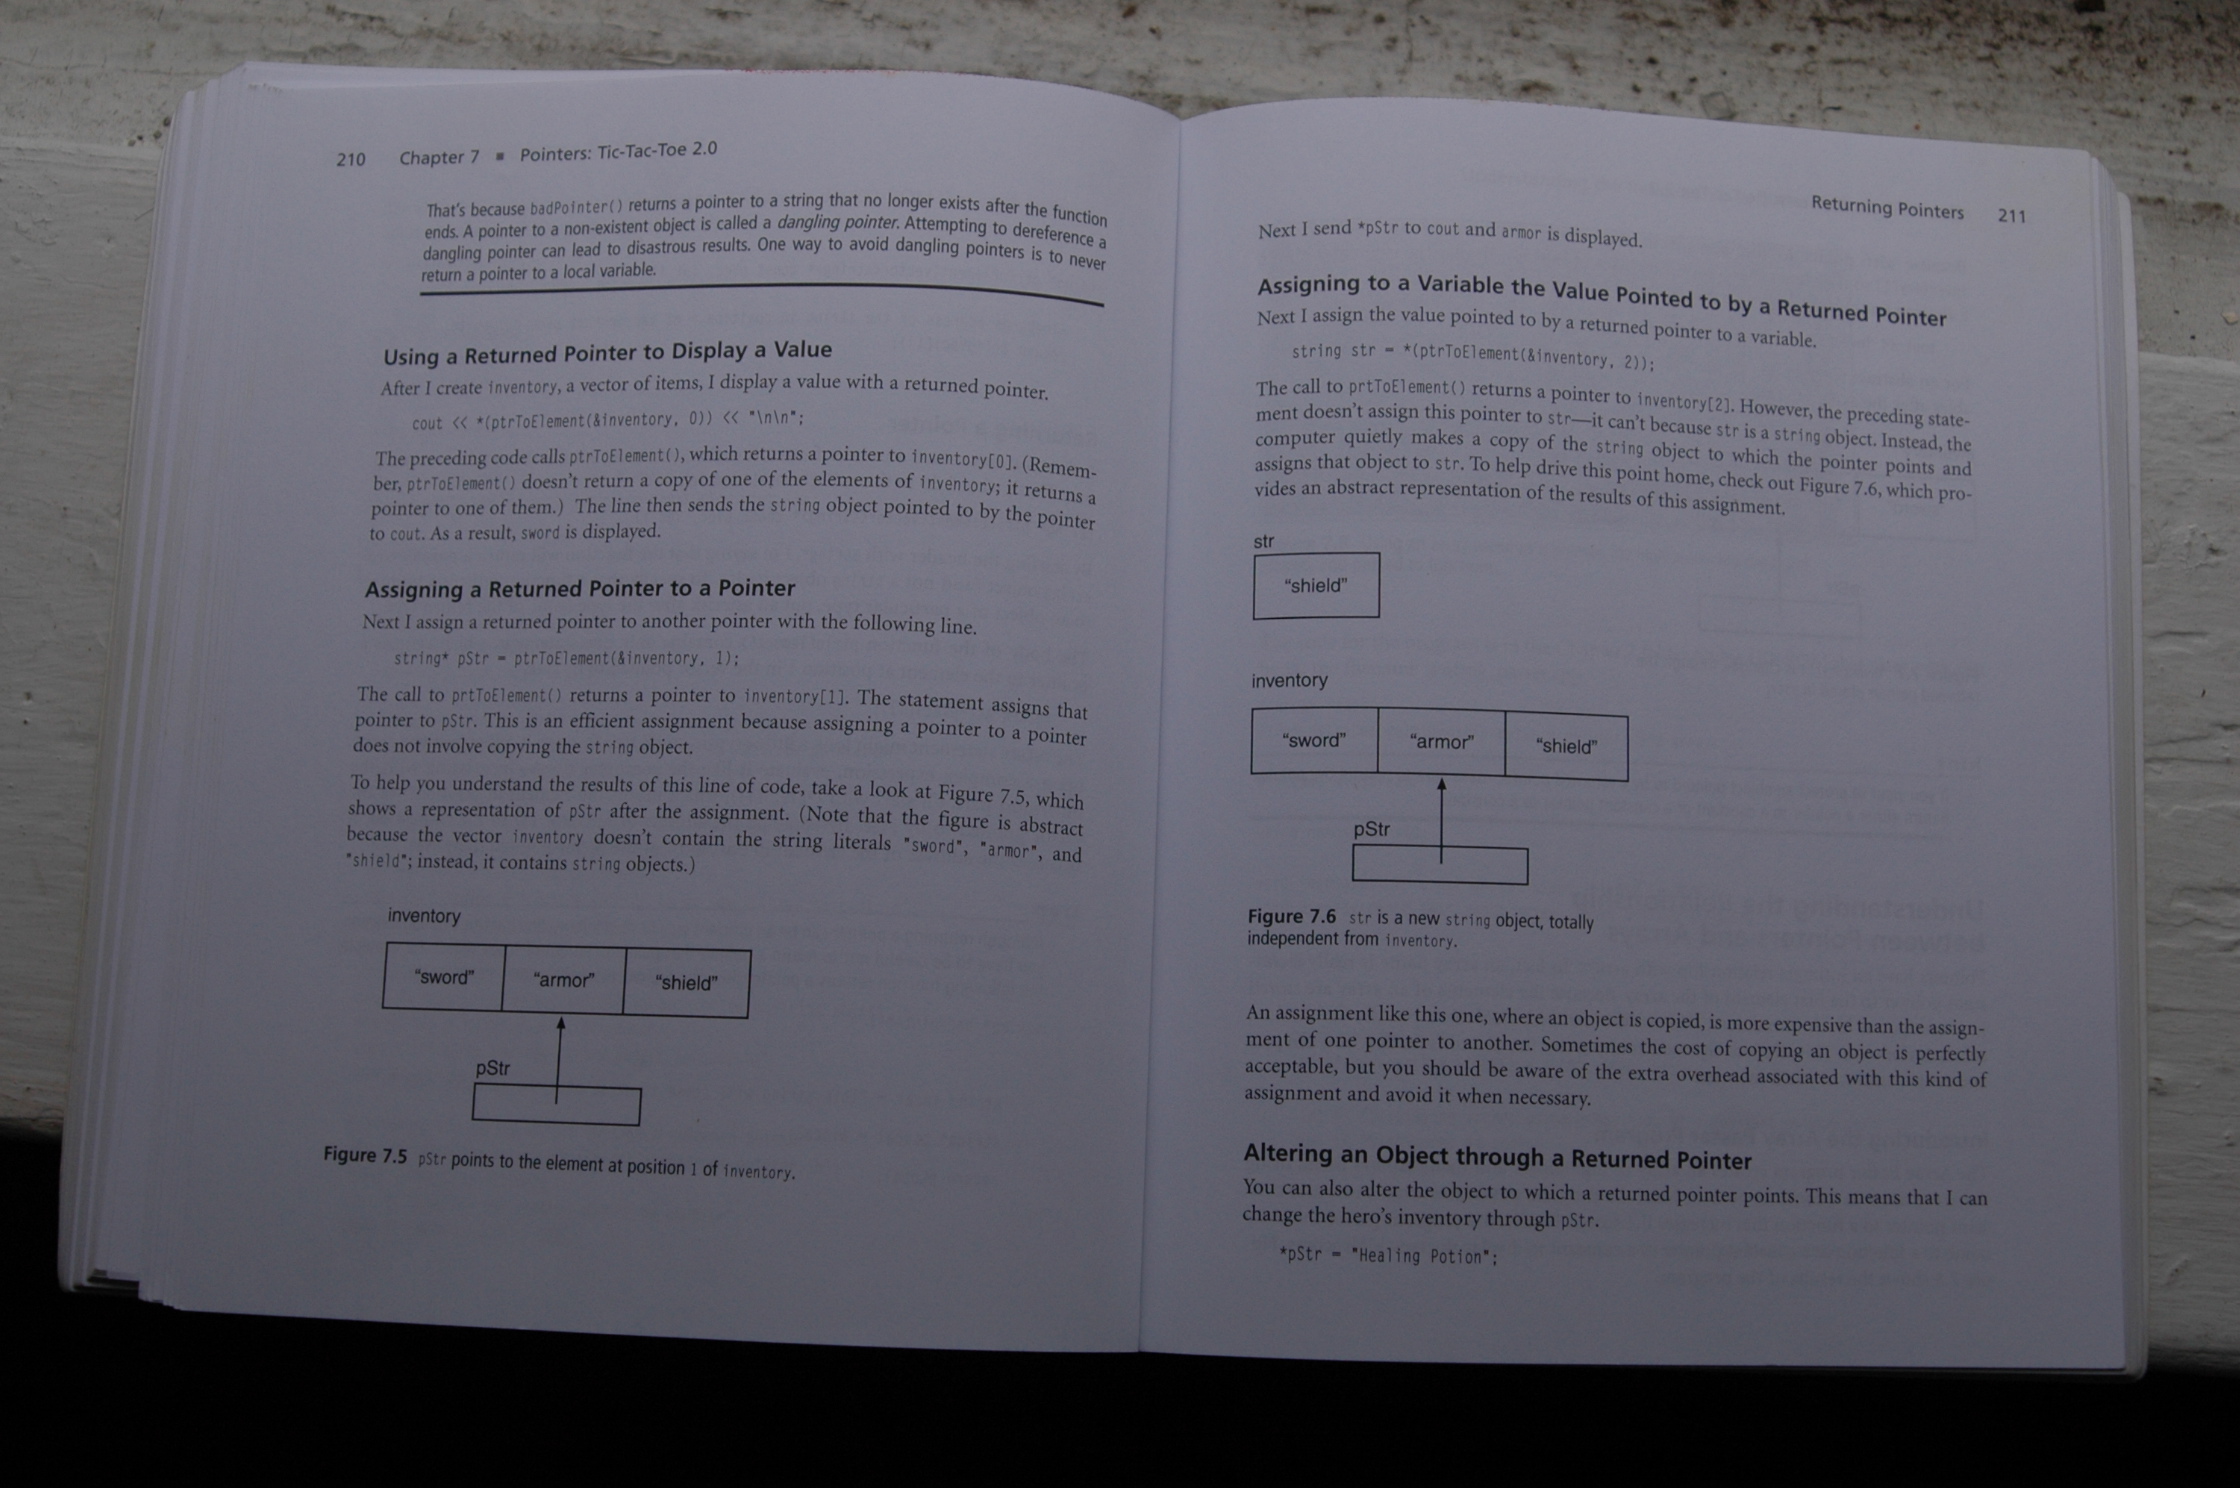 210 Chapter 7 ■ Pointers: Tic-Tac-Toe 2.0
That's because badPointer() returns a pointer to a string that no longer exists after the function
ends. A pointer to a non-existent object is called a dangling pointer. Attempting to dereference a
dangling pointer can lead to disastrous results. One way to avoid dangling pointers is to never
return a pointer to a local variable.
Using a Returned Pointer to Display a Value
After I create inventory, a vector of items, I display a value with a returned pointer.
cout << *(ptrToElement(&inventory, 0)) << "\n\n";
The preceding code calls ptrToElement(), which returns a pointer to inventory[0]. (Remem-
ber, ptrToElement() doesn't return a copy of one of the elements of inventory; it returns a
pointer to one of them.) The line then sends the string object pointed to by the pointer
to cout. As a result, sword is displayed.
Assigning a Returned Pointer to a Pointer
Next I assign a returned pointer to another pointer with the following line.
string* pStr = ptrToElement(&inventory, 1);
The call to prtToElement() returns a pointer to inventory[1]. The statement assigns that
pointer to pStr. This is an efficient assignment because assigning a pointer to a pointer
does not involve copying the string object.
To help you understand the results of this line of code, take a look at Figure 7.5, which
shows a representation of pStr after the assignment. (Note that the figure is abstract
because the vector inventory doesn't contain the string literals "sword", "armor", and
"shield"; instead, it contains string objects.)
inventory
“sword” “armor” “shield”
pStr
Figure 7.5 pStr points to the element at position 1 of inventory.
Returning Pointers 211
Next I send *pStr to cout and armor is displayed.
Assigning to a Variable the Value Pointed to by a Returned Pointer
Next I assign the value pointed to by a returned pointer to a variable.
string str = *(ptrToElement(&inventory, 2));
The call to prtToElement() returns a pointer to inventory[2]. However, the preceding state-
ment doesn't assign this pointer to str—it can't because str is a string object. Instead, the
computer quietly makes a copy of the string object to which the pointer points and
assigns that object to str. To help drive this point home, check out Figure 7.6, which pro-
vides an abstract representation of the results of this assignment.
str
“shield”
inventory
“sword” “armor” “shield”
pStr
Figure 7.6 str is a new string object, totally
independent from inventory.
An assignment like this one, where an object is copied, is more expensive than the assign-
ment of one pointer to another. Sometimes the cost of copying an object is perfectly
acceptable, but you should be aware of the extra overhead associated with this kind of
assignment and avoid it when necessary.
Altering an Object through a Returned Pointer
You can also alter the object to which a returned pointer points. This means that I can
change the hero's inventory through pStr.
*pStr = "Healing Potion";